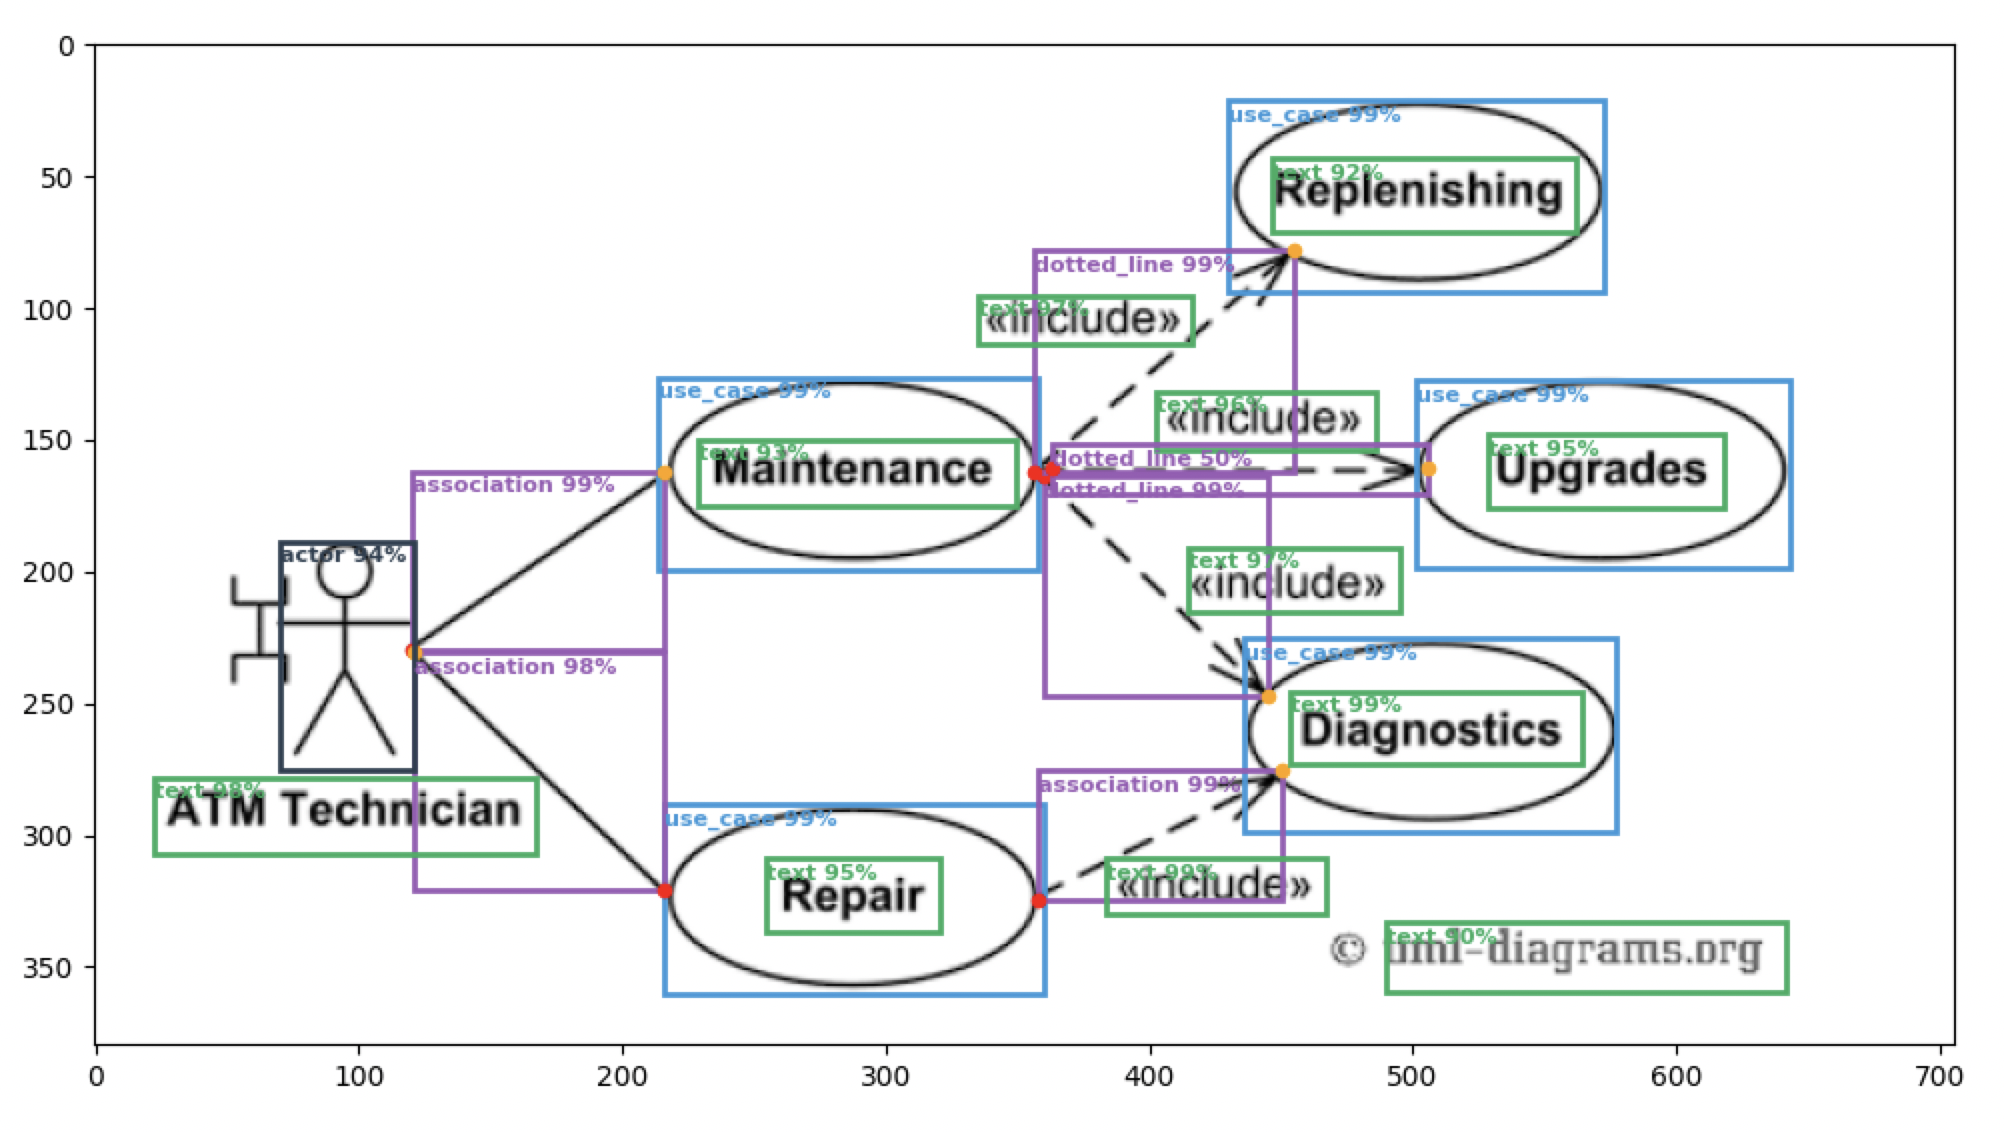 0
50
100
150
200
250
300
350
0 100 200 300 400 500 600 700
use_case 99%
text 92%
Replenishing
dotted_line 99%
text 97%
«include»
use_case 99%
text 93%
Maintenance
text 96%
«include»
dotted_line 50%
dotted_line 99%
use_case 99%
text 95%
Upgrades
association 99%
actor 94%
association 98%
text 97%
«include»
use_case 99%
text 99%
Diagnostics
text 98%
ATM Technician
association 99%
use_case 99%
text 95%
Repair
text 99%
«include»
text 90%
© uml-diagrams.org